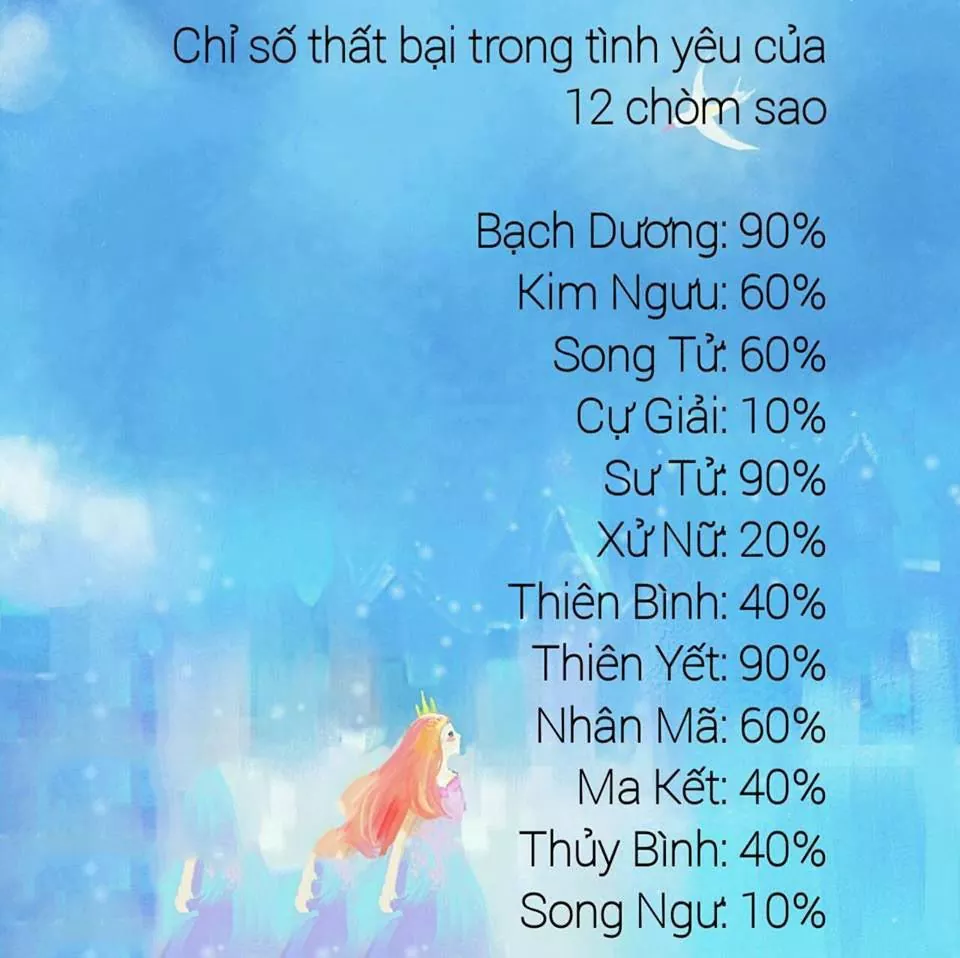 Chỉ số thất bại trong tình yêu của
12 chòm sao
Bạch Dương: 90%
Kim Ngưu: 60%
Song Tử: 60%
Cự Giải: 10%
Sư Tử: 90%
Xử Nữ: 20%
Thiên Bình: 40%
Thiên Yết: 90%
Nhân Mã: 60%
Ma Kết: 40%
Thủy Bình: 40%
Song Ngư: 10%